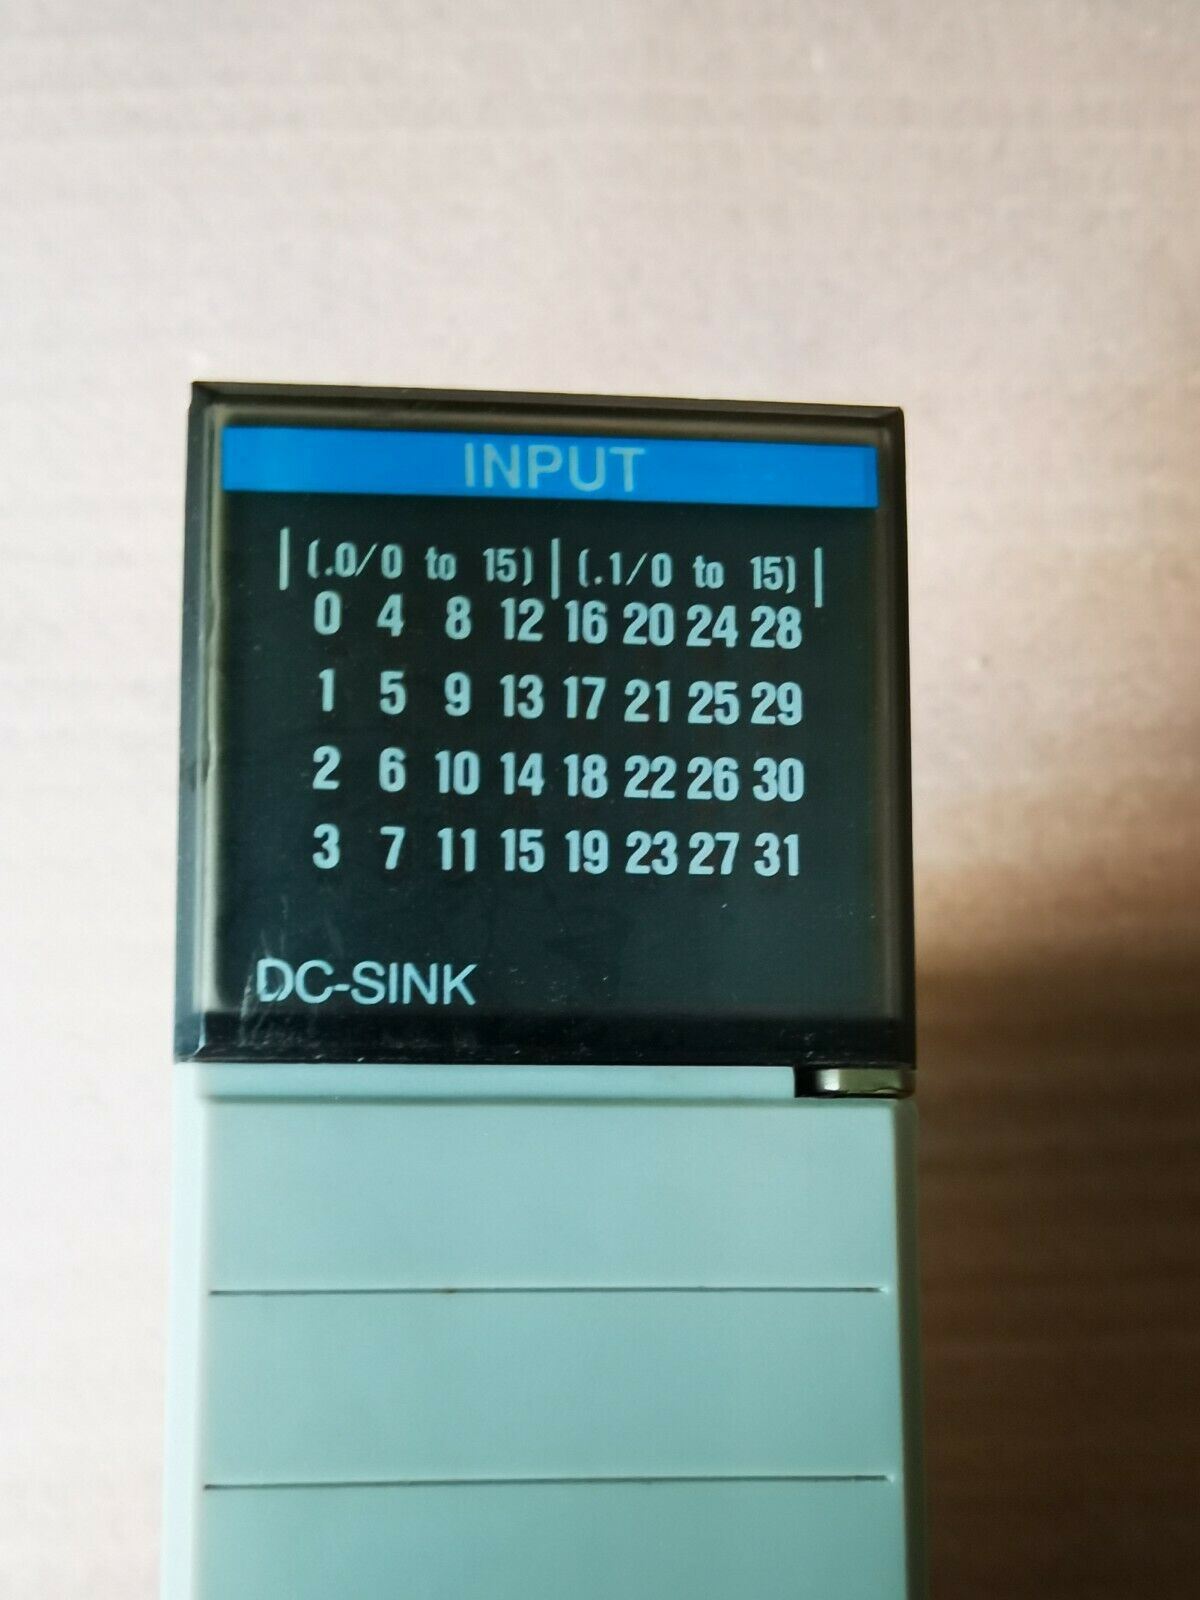 INPUT
(.0/0 to 15) (.1/0 to 15)
0 4 8 12 16 20 24 28
1 5 9 13 17 21 25 29
2 6 10 14 18 22 26 30
3 7 11 15 19 23 27 31
DC-SINK